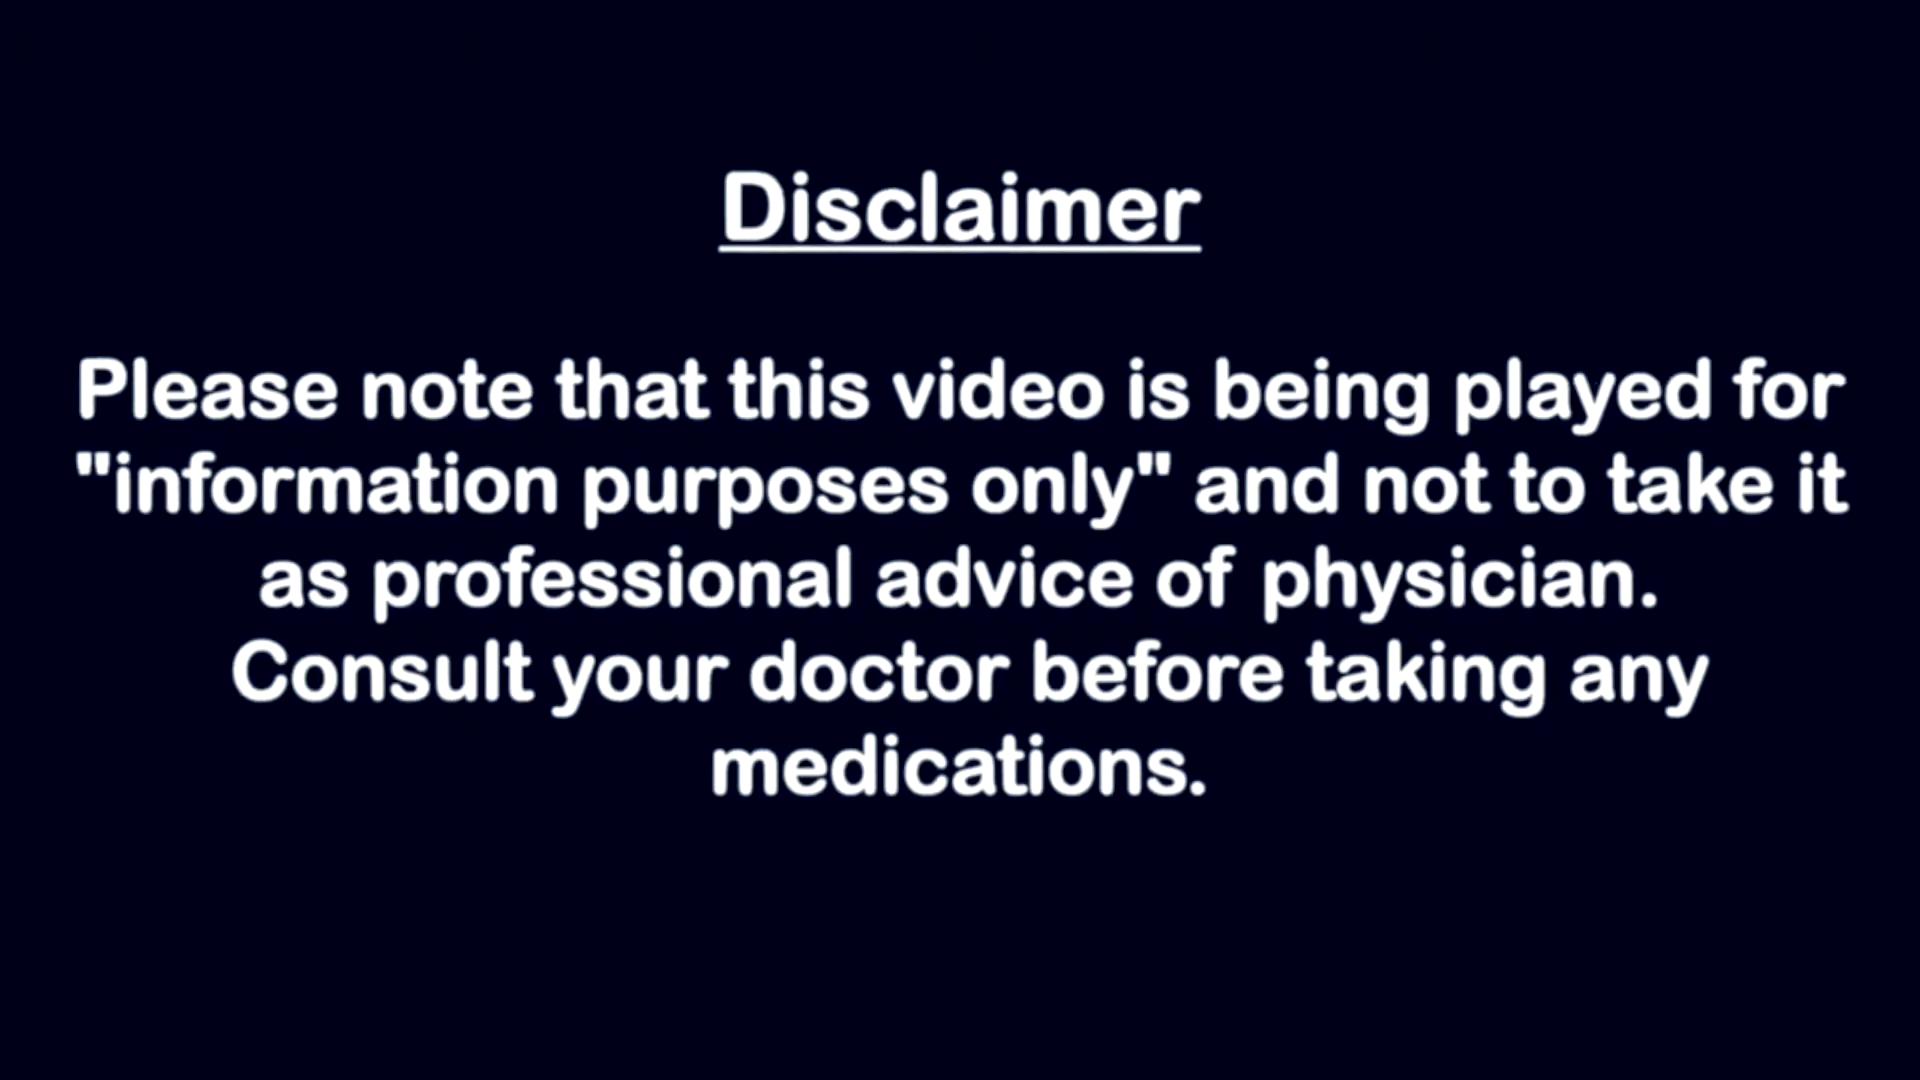 Disclaimer
Please note that this video is being played for
"information purposes only" and not to take it
as professional advice of physician.
Consult your doctor before taking any
medications.